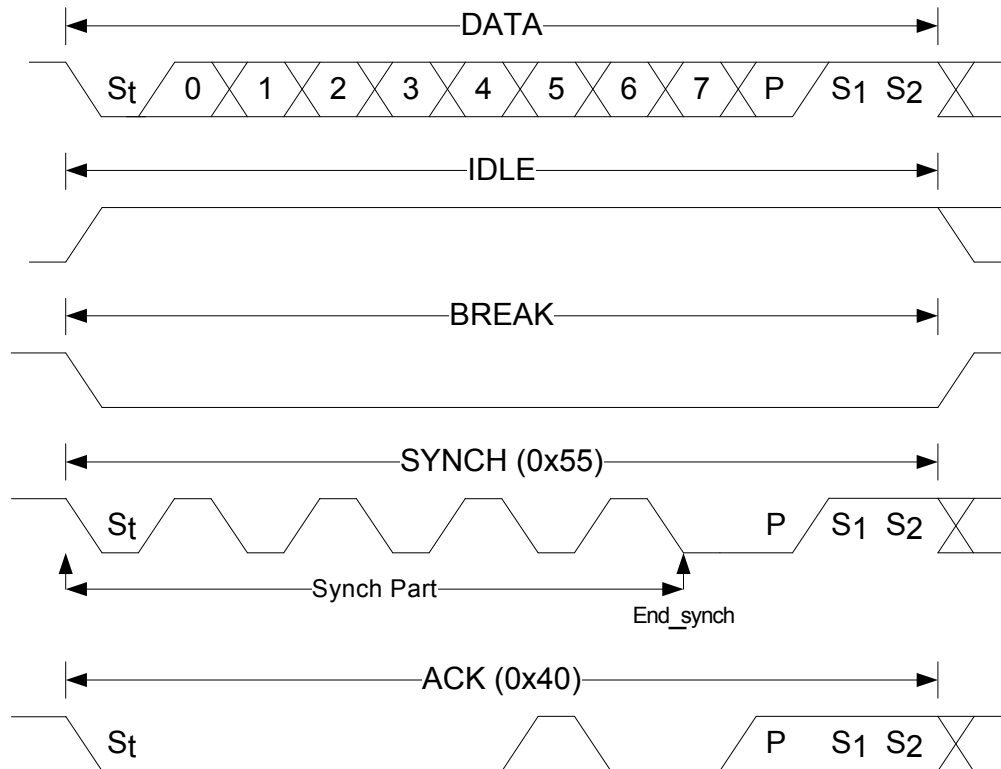 DATA
St 0 1 2 3 4 5 6 7 P S1 S2
IDLE
BREAK
SYNCH (0x55)
St P S1 S2
Synch Part
End_synch
ACK (0x40)
St P S1 S2